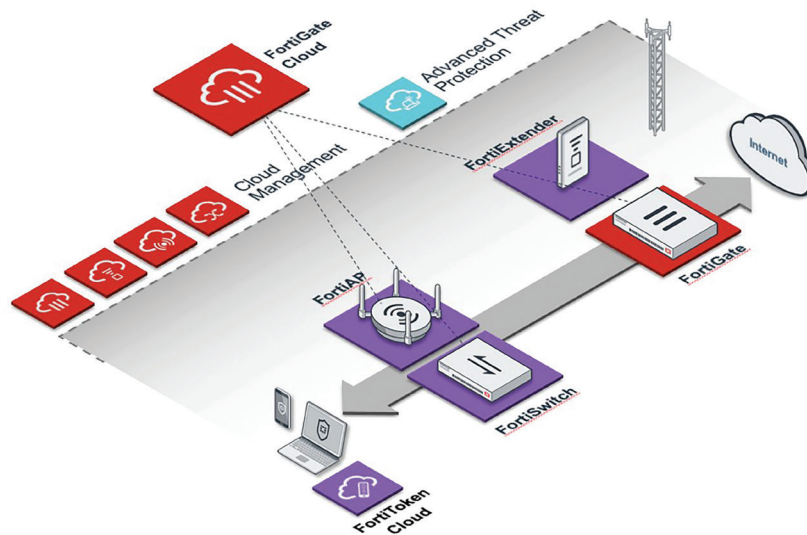 FortiGate
Cloud
Advanced Threat
Protection
Cloud
Management
FortiExtender
Internet
FortiGate
FortiAP
FortiSwitch
FortiToken
Cloud